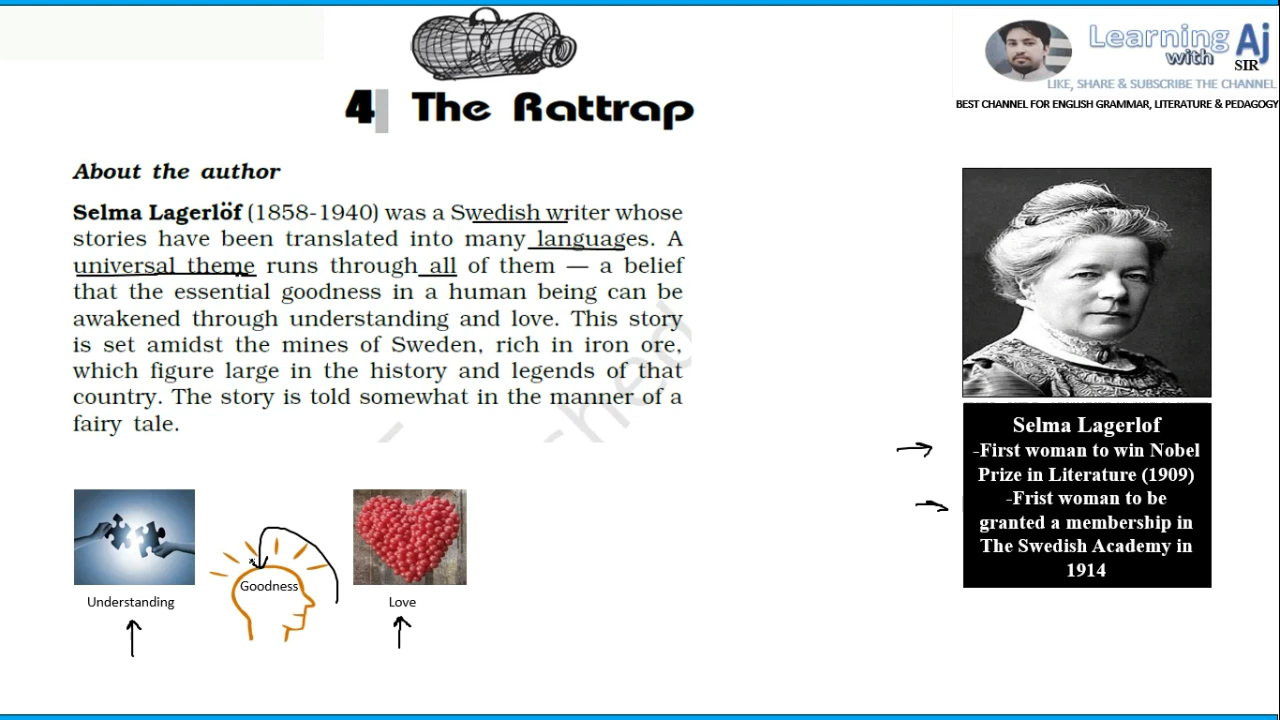 4 The Rattrap
Learning
with Aj
SIR
LIKE, SHARE & SUBSCRIBE THE CHANNEL
BEST CHANNEL FOR ENGLISH GRAMMAR, LITERATURE & PEDAGOGY
About the author
Selma Lagerlöf (1858-1940) was a Swedish writer whose
stories have been translated into many languages. A
universal theme runs through all of them — a belief
that the essential goodness in a human being can be
awakened through understanding and love. This story
is set amidst the mines of Sweden, rich in iron ore,
which figure large in the history and legends of that
country. The story is told somewhat in the manner of a
fairy tale.
Understanding
Goodness
Love
Selma Lagerlof
-First woman to win Nobel
Prize in Literature (1909)
-Frist woman to be
granted a membership in
The Swedish Academy in
1914